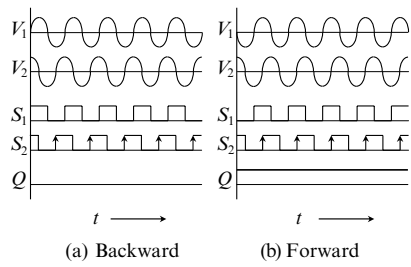 V1 V1
V2 V2
S1 S1
S2 S2
Q Q
t t
(a) Backward (b) Forward